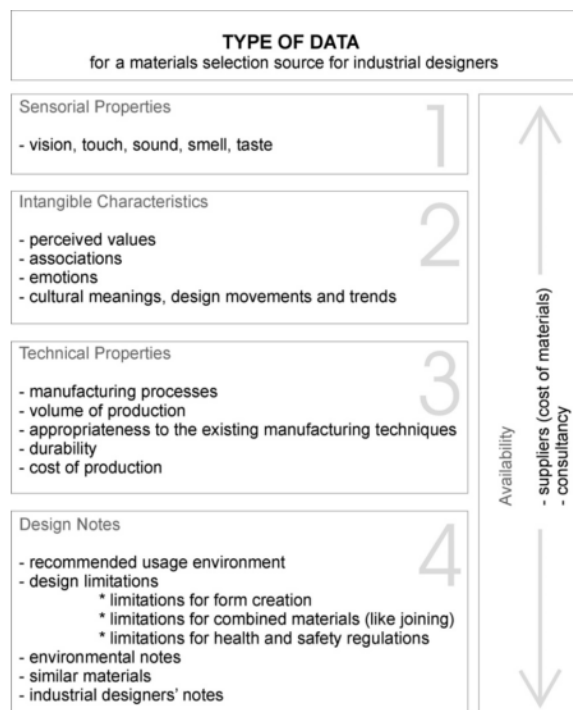 TYPE OF DATA
for a materials selection source for industrial designers
Sensorial Properties
1
- vision, touch, sound, smell, taste
Intangible Characteristics
2
- perceived values
- associations
- emotions
- cultural meanings, design movements and trends
Technical Properties
3
- manufacturing processes
- volume of production
- appropriateness to the existing manufacturing techniques
- durability
- cost of production
Design Notes
4
- recommended usage environment
- design limitations
* limitations for form creation
* limitations for combined materials (like joining)
* limitations for health and safety regulations
- environmental notes
- similar materials
- industrial designers' notes
Availability
- suppliers (cost of materials)
- consultancy